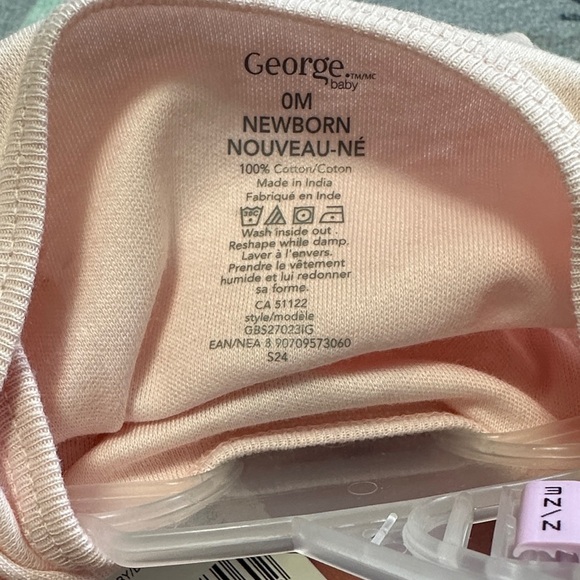 George.™/MC
baby
0M
NEWBORN
NOUVEAU-NÉ
100% Cotton/Coton
Made in India
Fabriqué en Inde
Wash inside out .
Reshape while damp.
Laver à l'envers.
Prendre le vêtement
humide et lui redonner
sa forme.
CA 51122
style/modèle
GBS27023IG
EAN/NEA 8 90709573060
S24
N\NE